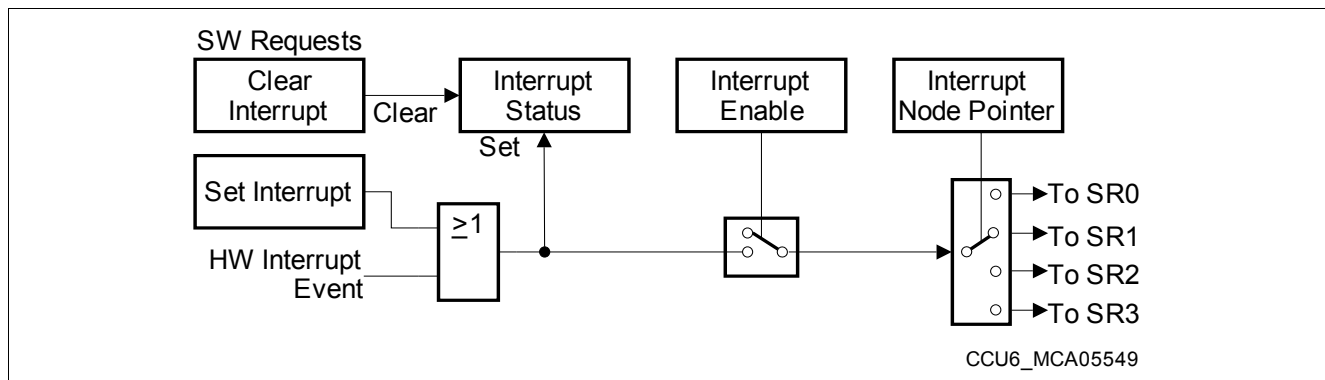 SW Requests
Clear
Interrupt
Clear
Interrupt
Status
Set
Interrupt
Enable
Interrupt
Node Pointer
Set Interrupt
≥1
HW Interrupt
Event
To SR0
To SR1
To SR2
To SR3
CCU6_MCA05549